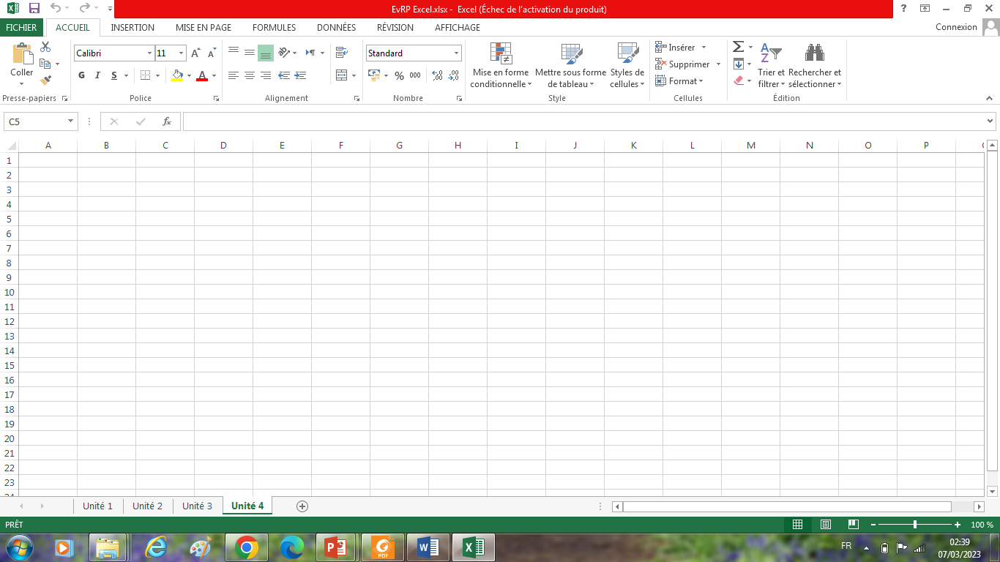 EvRP Excel.xlsx - Excel (Échec de l'activation du produit)
FICHIER ACCUEIL INSERTION MISE EN PAGE FORMULES DONNÉES RÉVISION AFFICHAGE Connexion
Calibri 11 Standard
Coller
G I S % 000
Mise en forme conditionnelle
Mettre sous forme de tableau
Styles de cellules
Insérer
Supprimer
Format
Trier et filtrer
Rechercher et sélectionner
Presse-papiers Police Alignement Nombre Style Cellules Édition
C5 fx
A B C D E F G H I J K L M N O P
1
2
3
4
5
6
7
8
9
10
11
12
13
14
15
16
17
18
19
20
21
22
23
24
Unité 1 Unité 2 Unité 3 Unité 4
PRÊT 100 %
FR 02:39
07/03/2023